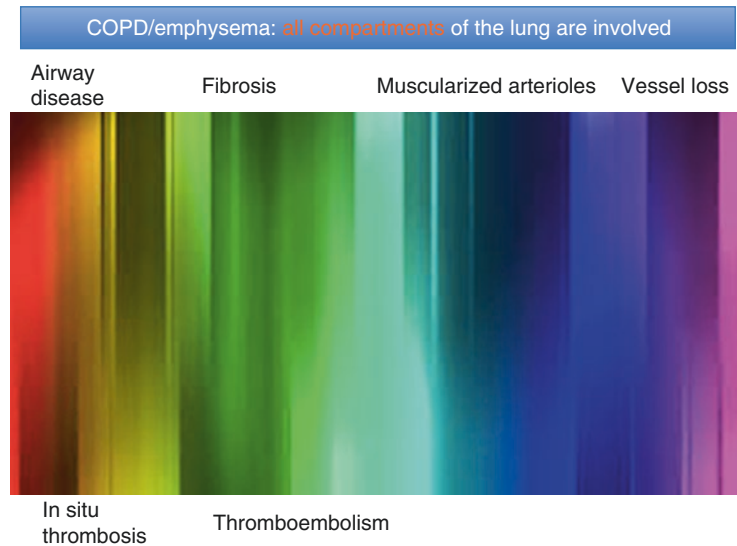 COPD/emphysema: all compartments of the lung are involved
Airway
disease
Fibrosis
Muscularized arterioles
Vessel loss
In situ
thrombosis
Thromboembolism